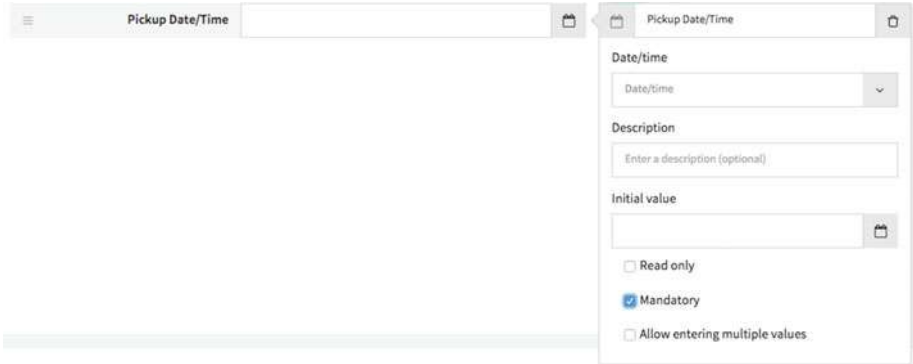 Pickup Date/Time
Pickup Date/Time
Date/time
Date/time
Description
Enter a description (optional)
Initial value
Read only
Mandatory
Allow entering multiple values